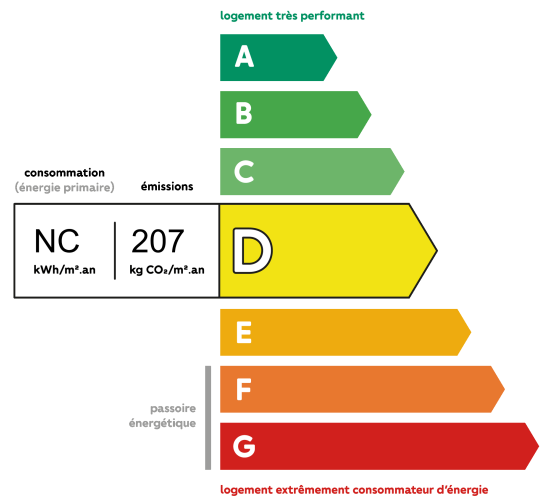 logement très performant
A
B
C
consommation
(énergie primaire)
émissions
NC
207
kWh/m².an
kg CO₂/m².an
D
E
passoire
énergétique
F
G
logement extrêmement consommateur d'énergie